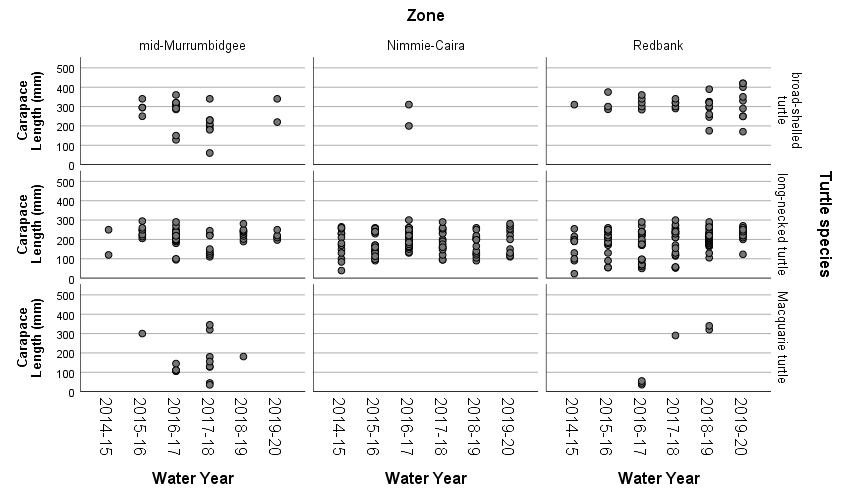 Zone
mid-Murrumbidgee
Nimmie-Caira
Redbank
Carapace
Length (mm)
500
400
300
200
100
0
broad-shelled
turtle
Carapace
Length (mm)
500
400
300
200
100
0
long-necked turtle
Turtle species
Carapace
Length (mm)
500
400
300
200
100
0
Macquarie turtle
2014-15
2015-16
2016-17
2017-18
2018-19
2019-20
2014-15
2015-16
2016-17
2017-18
2018-19
2019-20
2014-15
2015-16
2016-17
2017-18
2018-19
2019-20
Water Year
Water Year
Water Year